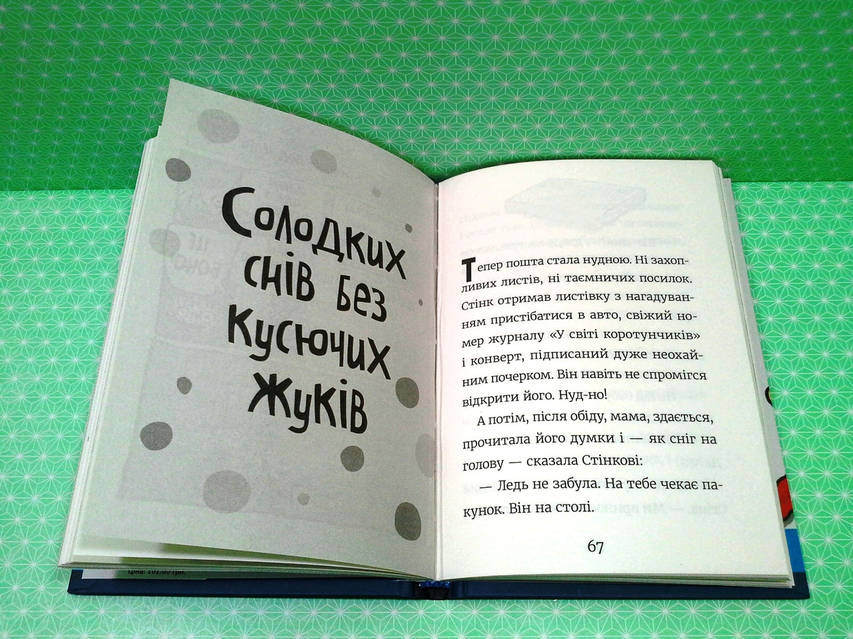 Солодких
снів без
кусючих
жуків
Тепер пошта стала нудною. Ні захоп-
ливих листів, ні таємничих посилок.
Стінк отримав листівку з нагадуван-
ням пристібатися в авто, свіжий но-
мер журналу «У світі коротунчиків»
і конверт, підписаний дуже неохай-
ним почерком. Він навіть не спромігся
відкрити його. Нуд-но!
А потім, після обіду, мама, здається,
прочитала його думки і — як сніг на
голову — сказала Стінкові:
— Ледь не забула. На тебе чекає па-
кунок. Він на столі.
67